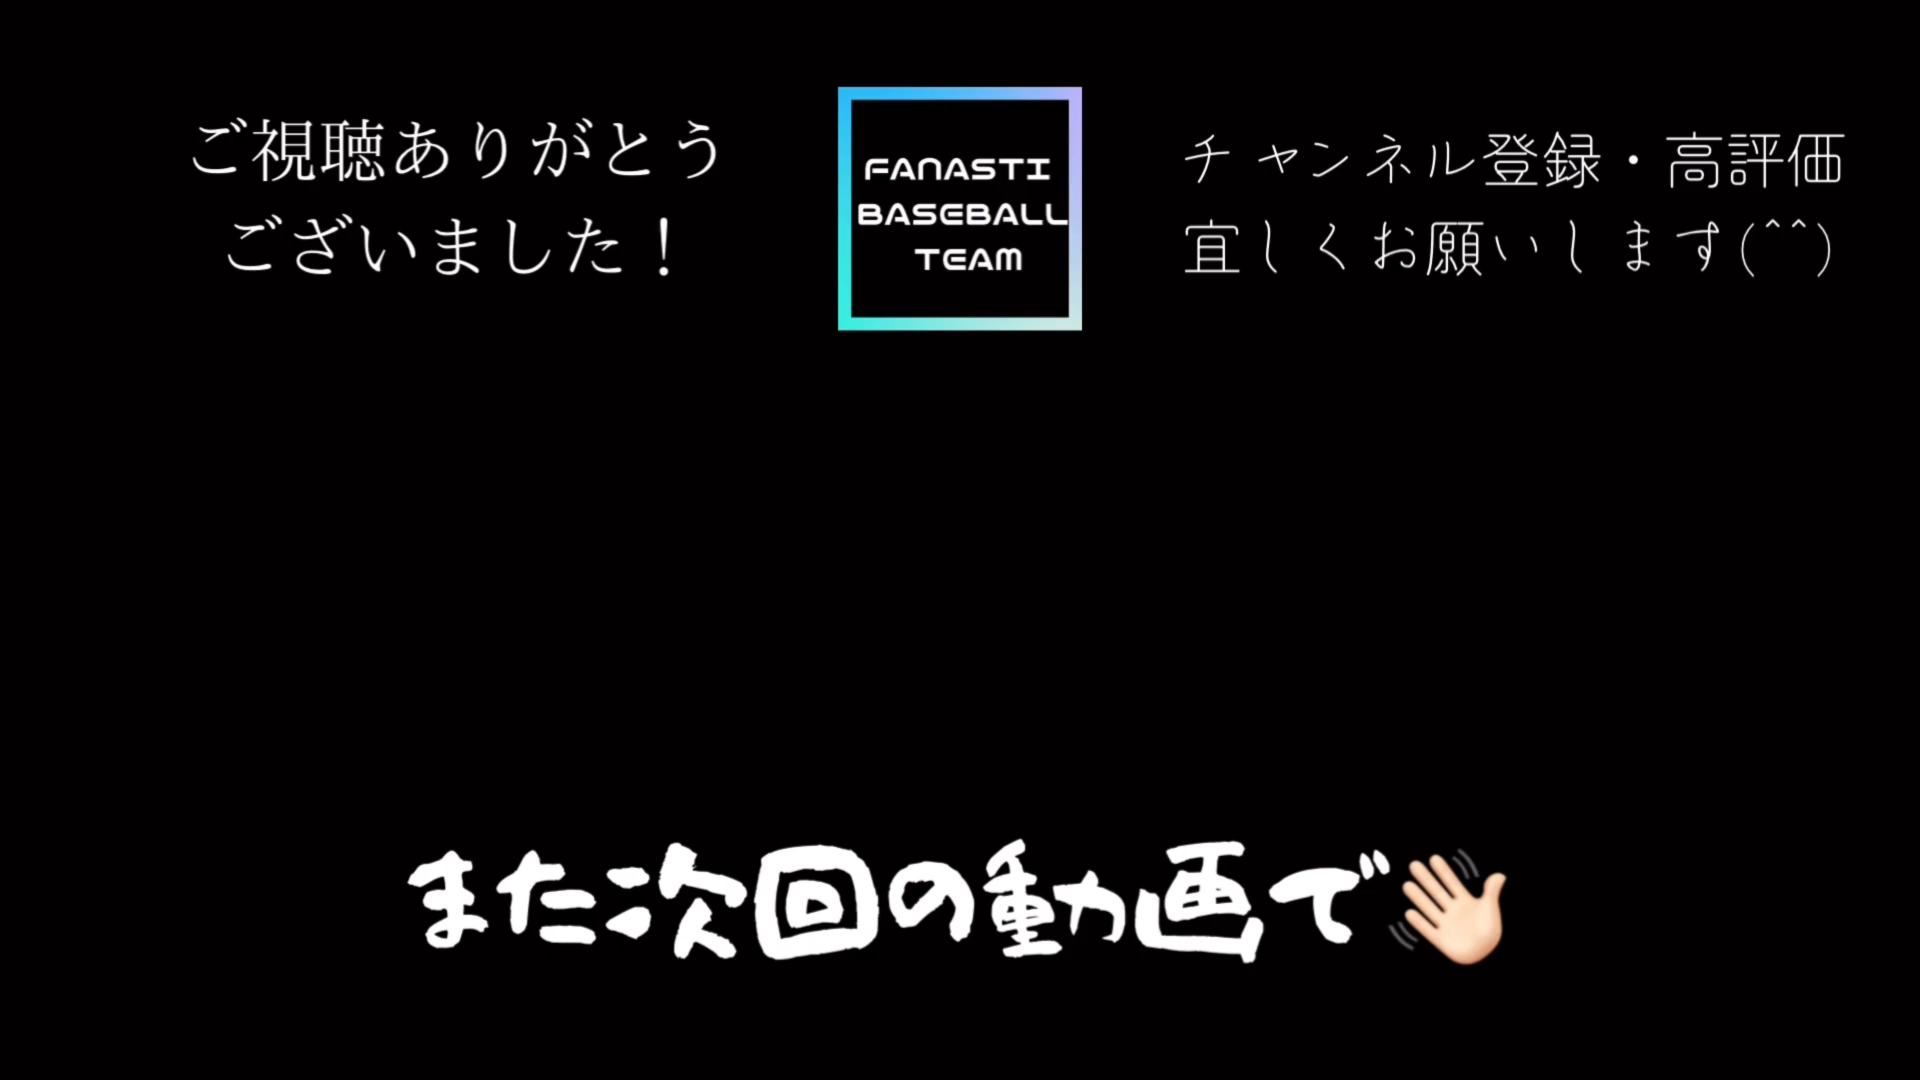 ご視聴ありがとう
ございました！
FANASTI
BASEBALL
TEAM
チャンネル登録・高評価
宜しくお願いします(^^)
また次回の動画で👋🏻